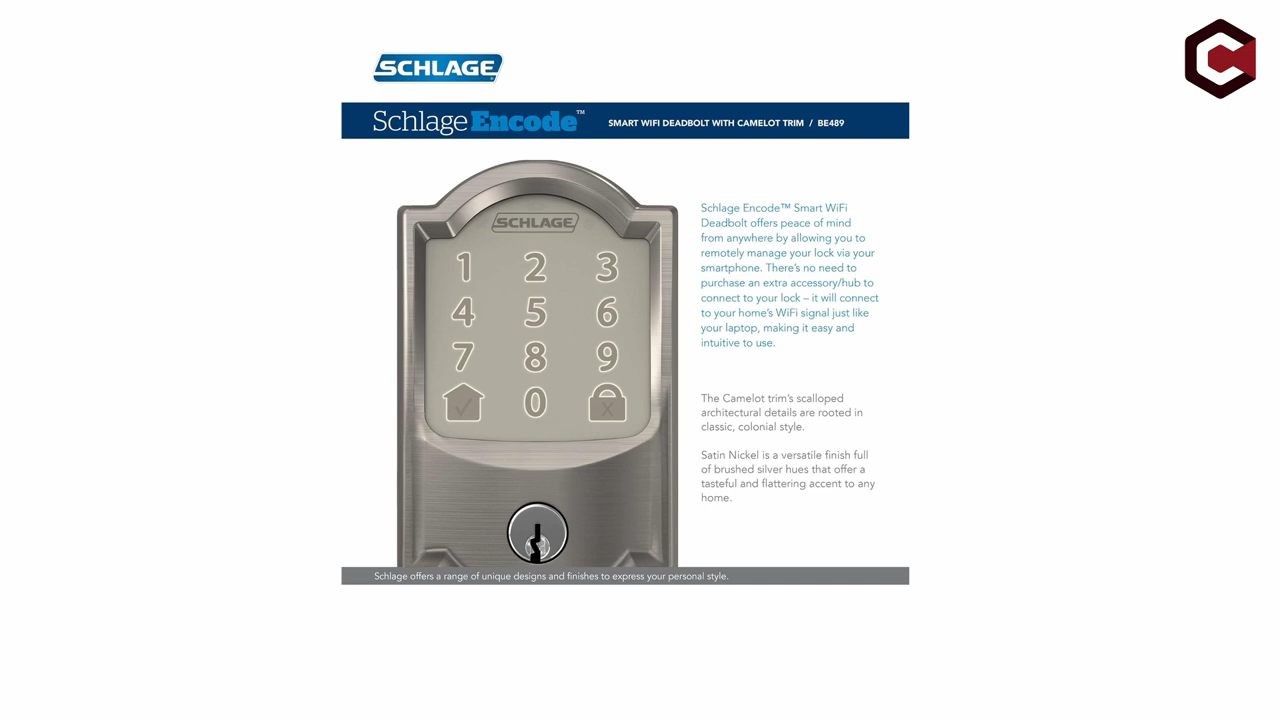 SCHLAGE
Schlage Encode™ SMART WIFI DEADBOLT WITH CAMELOT TRIM / BE489
SCHLAGE
1 2 3
4 5 6
7 8 9
0 X
Schlage Encode™ Smart WiFi
Deadbolt offers peace of mind
from anywhere by allowing you to
remotely manage your lock via your
smartphone. There's no need to
purchase an extra accessory/hub to
connect to your lock – it will connect
to your home's WiFi signal just like
your laptop, making it easy and
intuitive to use.
The Camelot trim's scalloped
architectural details are rooted in
classic, colonial style.
Satin Nickel is a versatile finish full
of brushed silver hues that offer a
tasteful and flattering accent to any
home.
Schlage offers a range of unique designs and finishes to express your personal style.